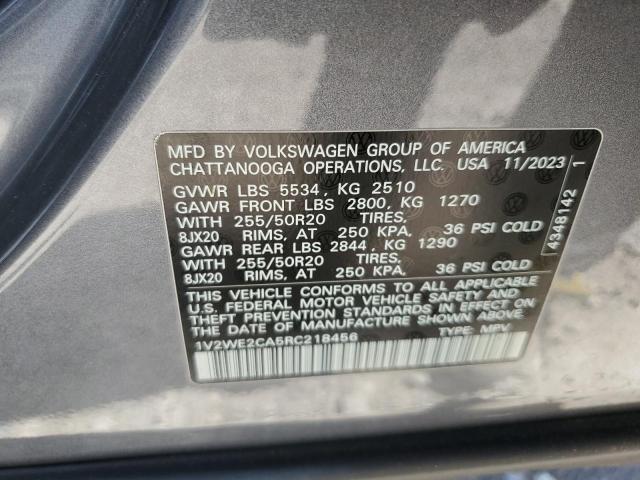 MFD BY VOLKSWAGEN GROUP OF AMERICA
CHATTANOOGA OPERATIONS, LLC. USA 11/2023
GVWR LBS 5534, KG 2510
GAWR FRONT LBS 2800, KG 1270
WITH 255/50R20 TIRES,
8JX20 RIMS, AT 250 KPA, 36 PSI COLD
GAWR REAR LBS 2844, KG 1290
WITH 255/50R20 TIRES,
8JX20 RIMS, AT 250 KPA, 36 PSI COLD
THIS VEHICLE CONFORMS TO ALL APPLICABLE
U.S. FEDERAL MOTOR VEHICLE SAFETY AND
THEFT PREVENTION STANDARDS IN EFFECT
ON THE DATE OF MANUFACTURE SHOWN ABOVE.
1V2WE2CA5RC218456 TYPE: MPV
4348142 1